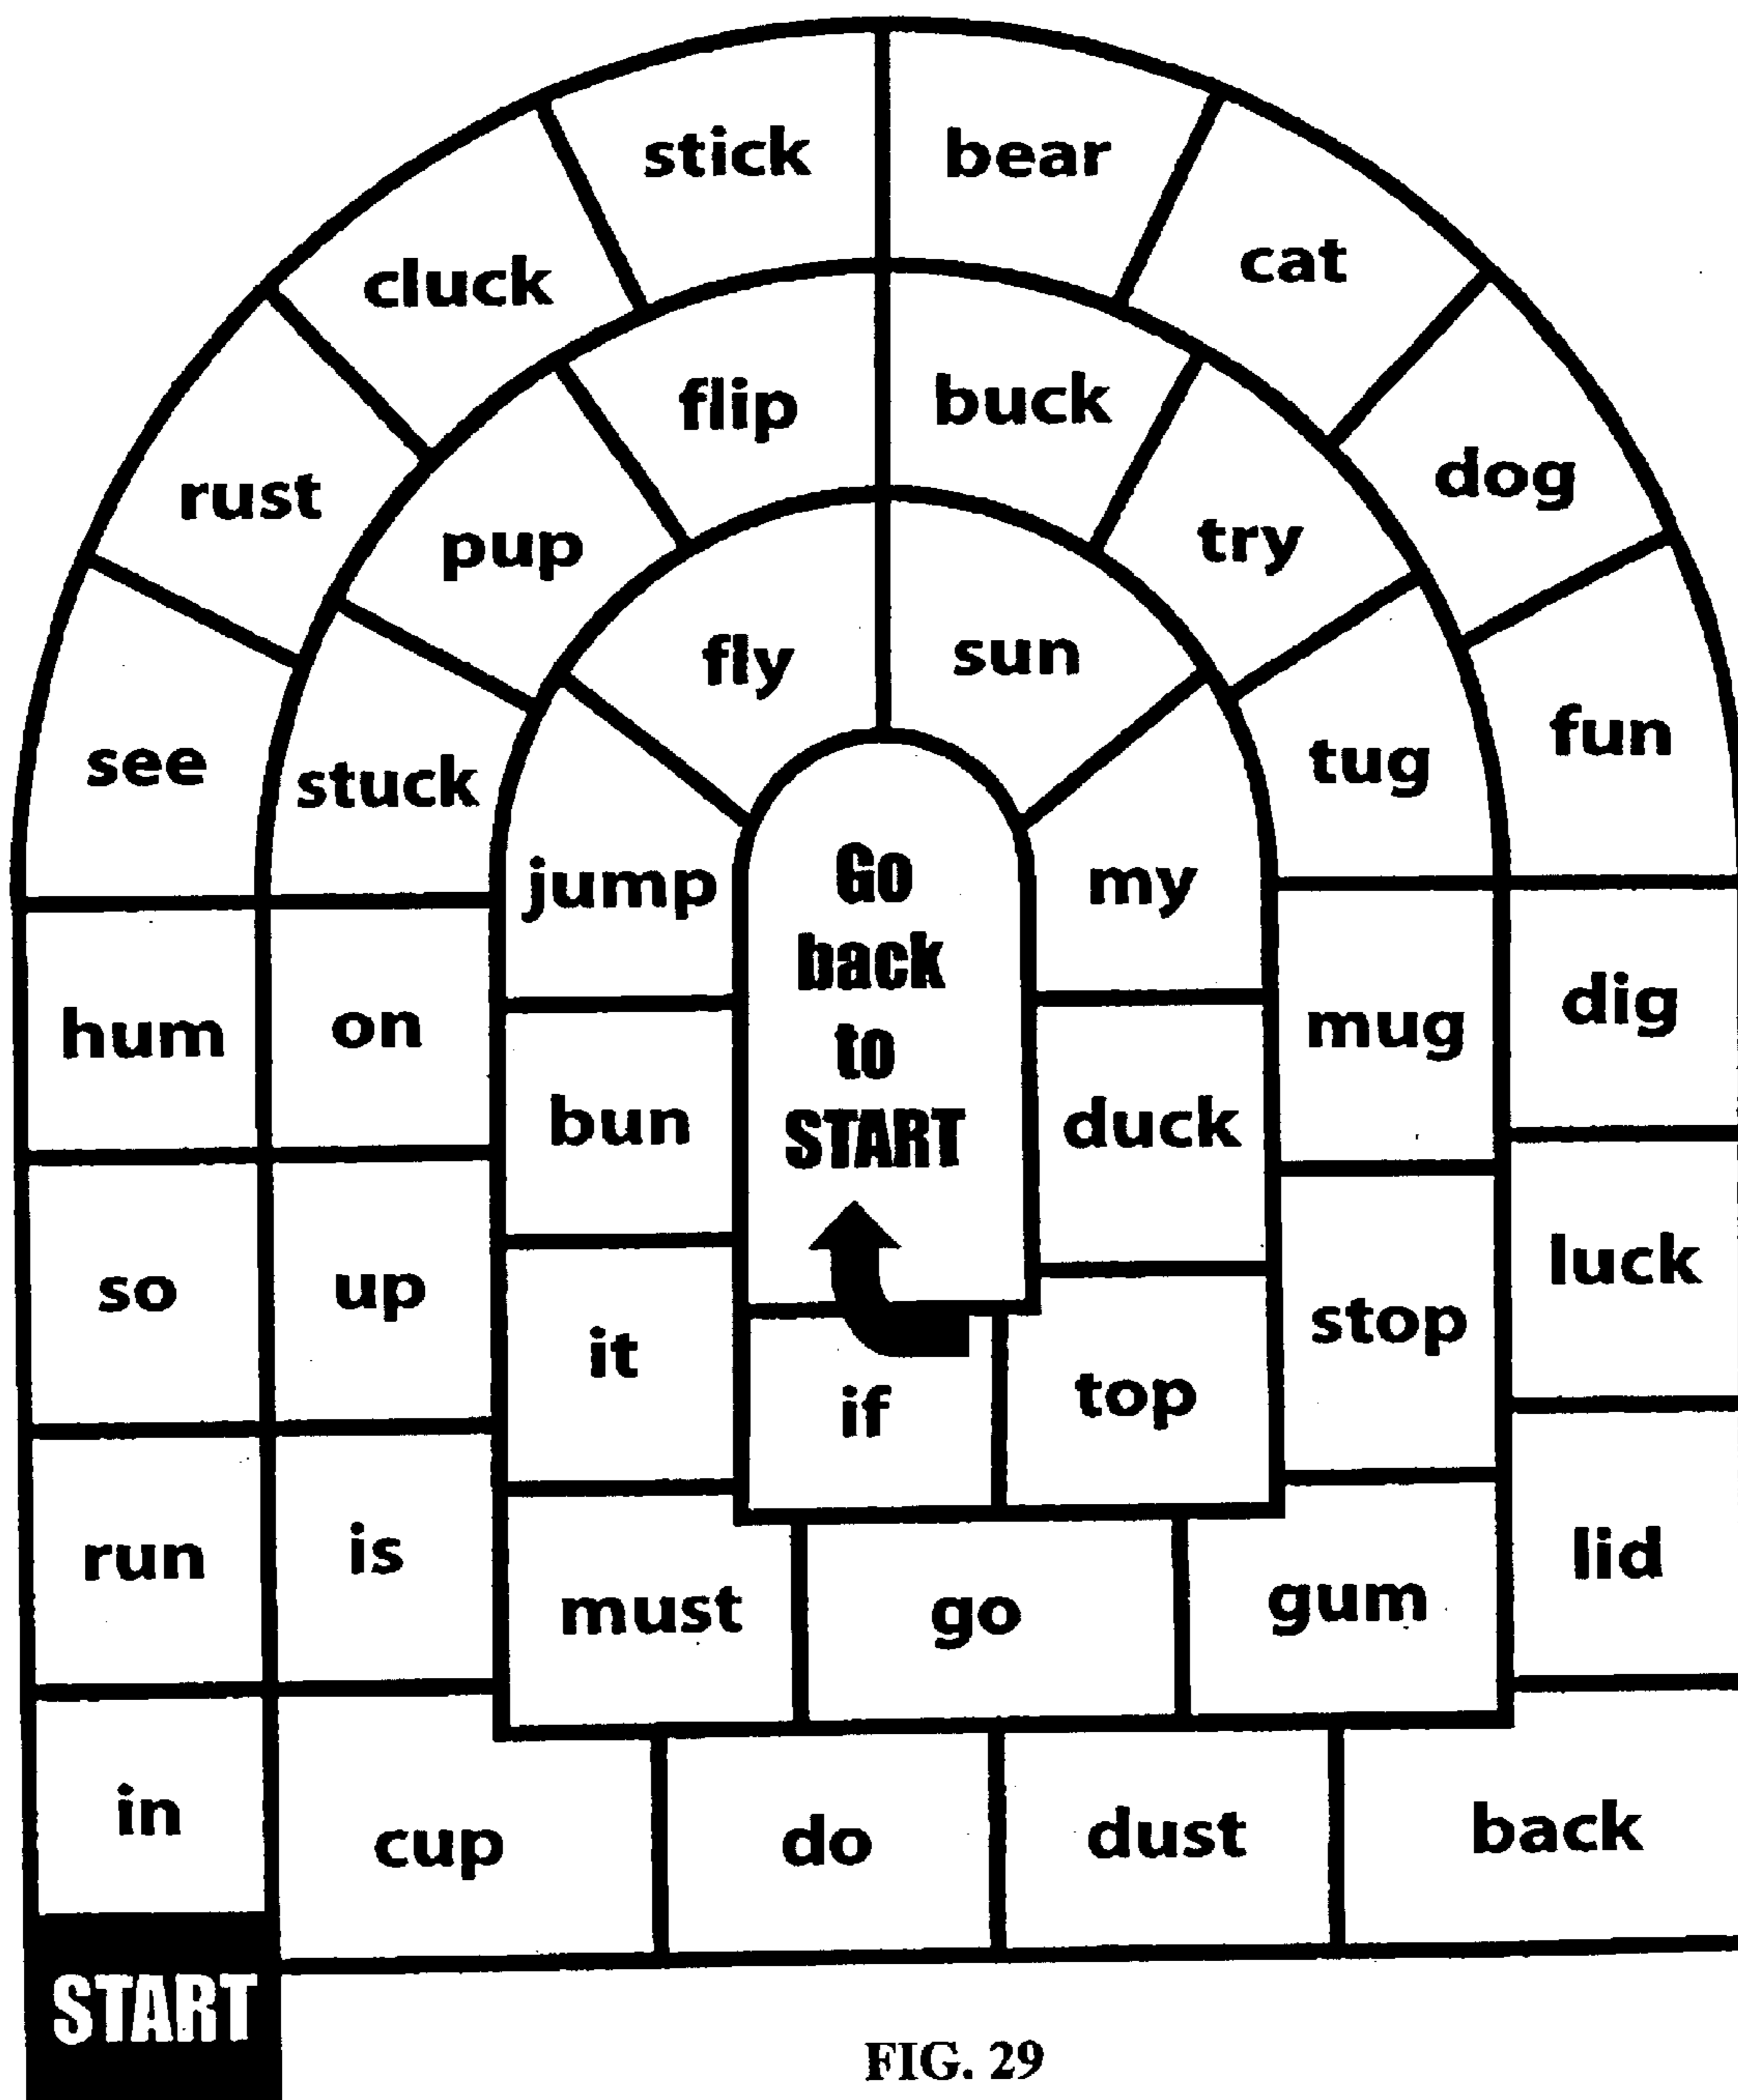 START
in
run
so
hum
see
rust
cluck
stick
bear
cat
dog
fun
dig
luck
lid
back
dust
do
cup
is
up
on
stuck
pup
flip
buck
try
tug
mug
stop
gum
go
must
it
bun
jump
fly
sun
my
duck
top
if
Go
back
to
START
FIG. 29